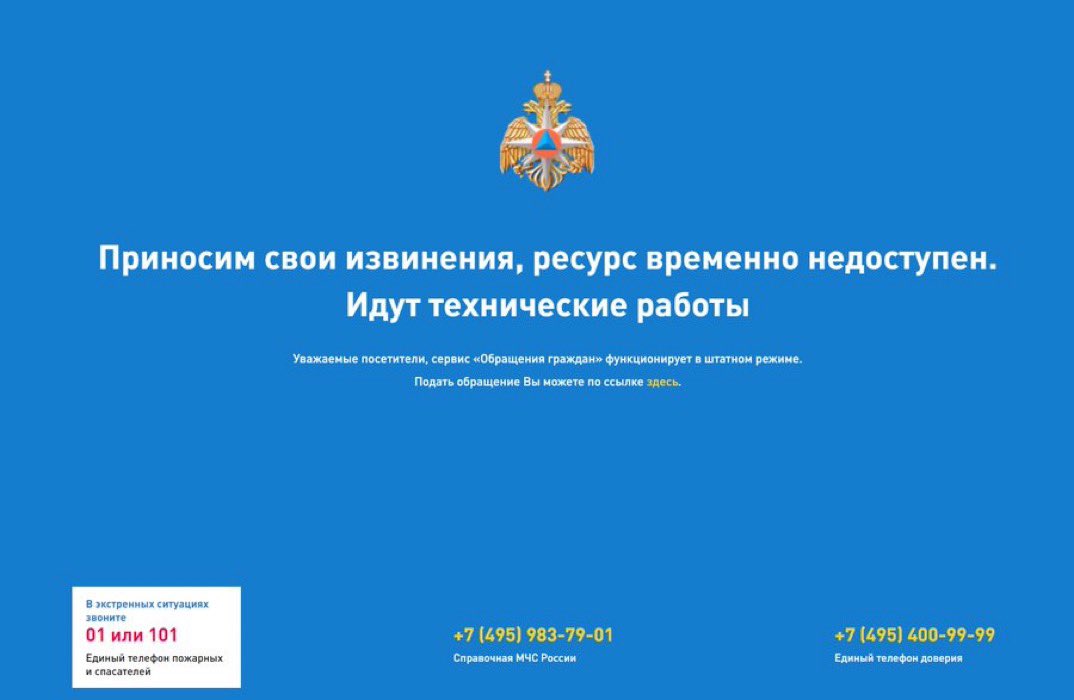 Приносим свои извинения, ресурс временно недоступен.
Идут технические работы
Уважаемые посетители, сервис «Обращения граждан» функционирует в штатном режиме.
Подать обращение Вы можете по ссылке здесь.
В экстренных ситуациях
звоните
01 или 101
Единый телефон пожарных
и спасателей
+7 (495) 983-79-01
Справочная МЧС России
+7 (495) 400-99-99
Единый телефон доверия